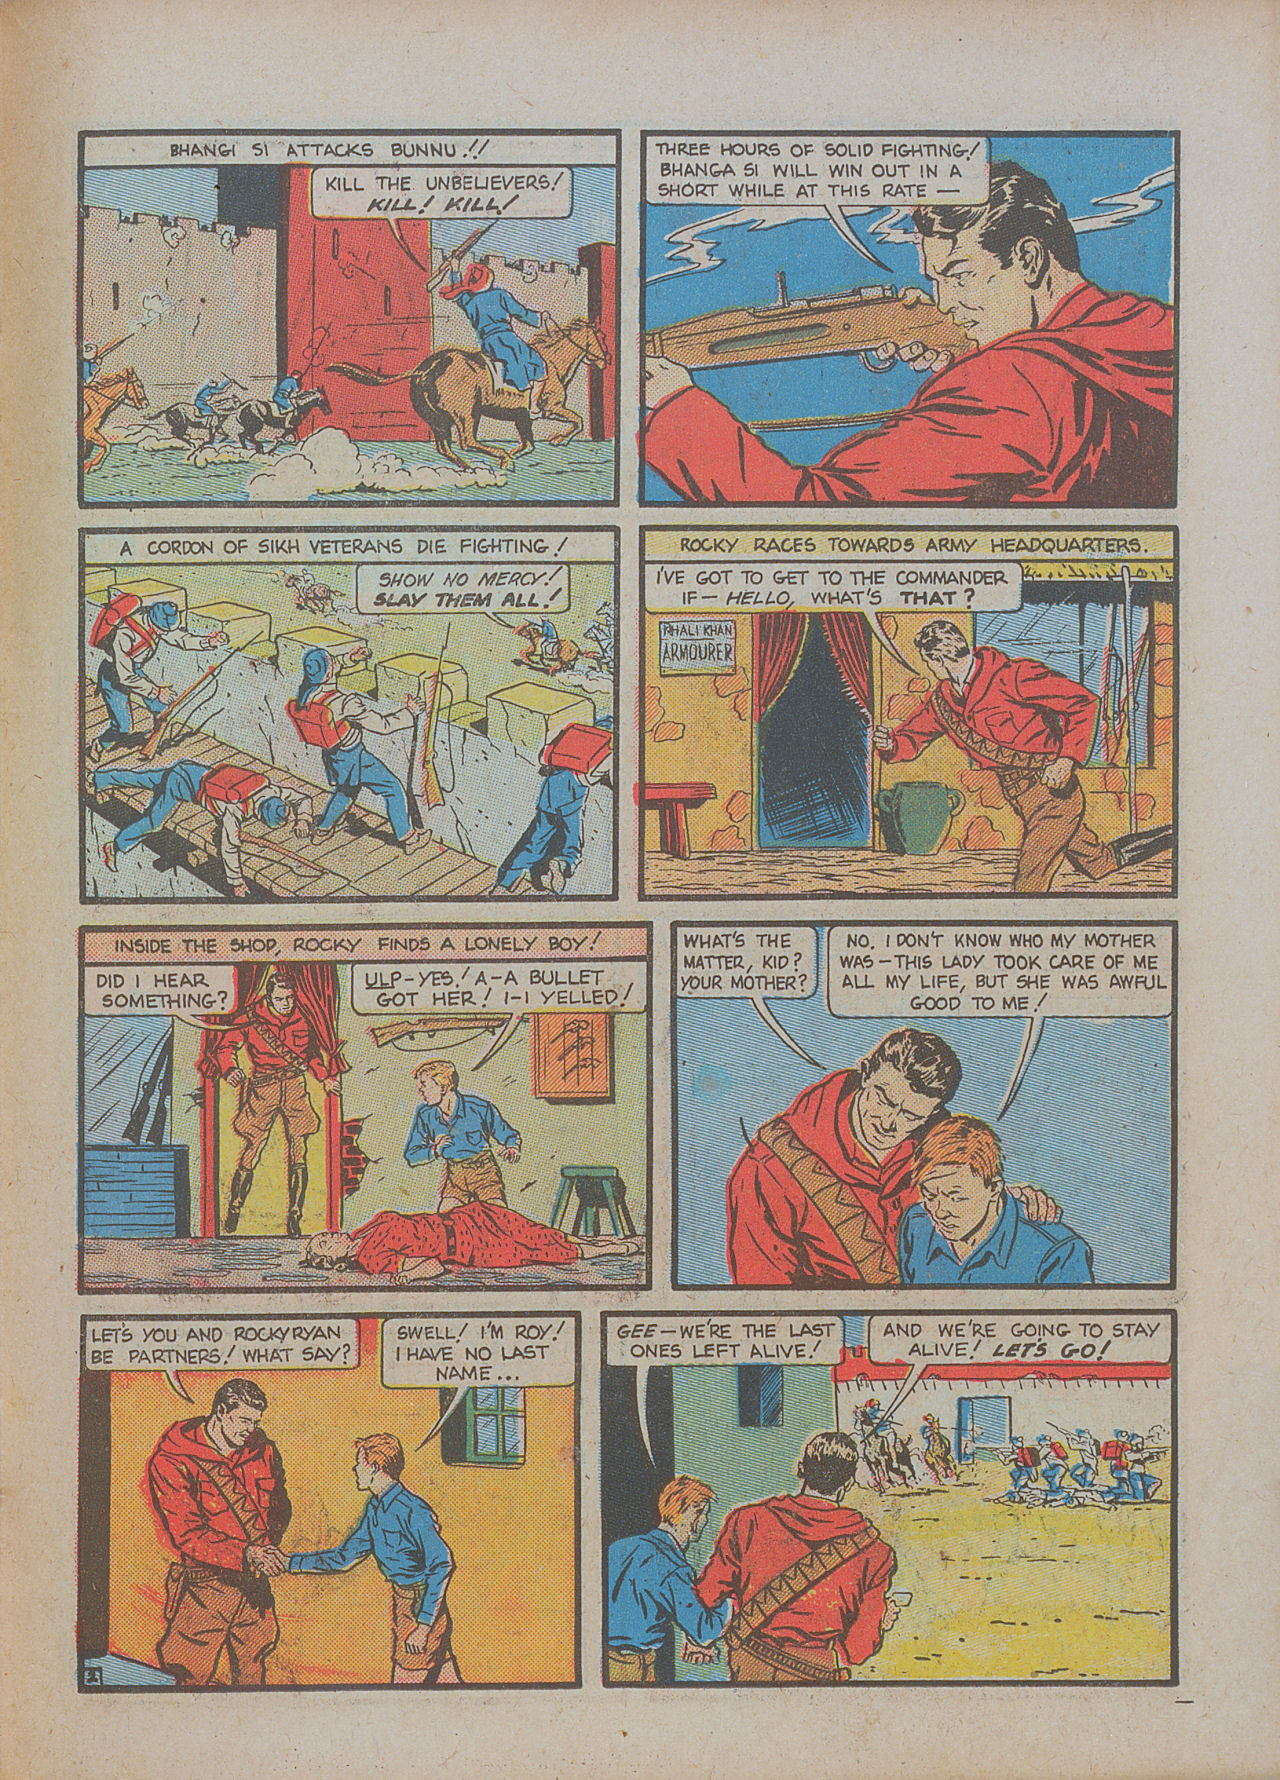 BHANGI SI ATTACKS BUNNU!!
KILL THE UNBELIEVERS!
KILL! KILL!
THREE HOURS OF SOLID FIGHTING!
BHANGA SI WILL WIN OUT IN A
SHORT WHILE AT THIS RATE —
A CORDON OF SIKH VETERANS DIE FIGHTING!
SHOW NO MERCY!
SLAY THEM ALL!
ROCKY RACES TOWARDS ARMY HEADQUARTERS.
I'VE GOT TO GET TO THE COMMANDER
IF — HELLO, WHAT'S THAT?
KHAN
ARMOURER
INSIDE THE SHOP, ROCKY FINDS A LONELY BOY!
DID I HEAR
SOMETHING?
ULP-YES! A-A BULLET
GOT HER! I-I YELLED!
WHAT'S THE
MATTER, KID?
YOUR MOTHER?
NO. I DON'T KNOW WHO MY MOTHER
WAS — THIS LADY TOOK CARE OF ME
ALL MY LIFE, BUT SHE WAS AWFUL
GOOD TO ME!
LET'S YOU AND ROCKY RYAN
BE PARTNERS! WHAT SAY?
SWELL! I'M ROY!
I HAVE NO LAST
NAME...
GEE — WE'RE THE LAST
ONES LEFT ALIVE!
AND WE'RE GOING TO STAY
ALIVE! LET'S GO!
2